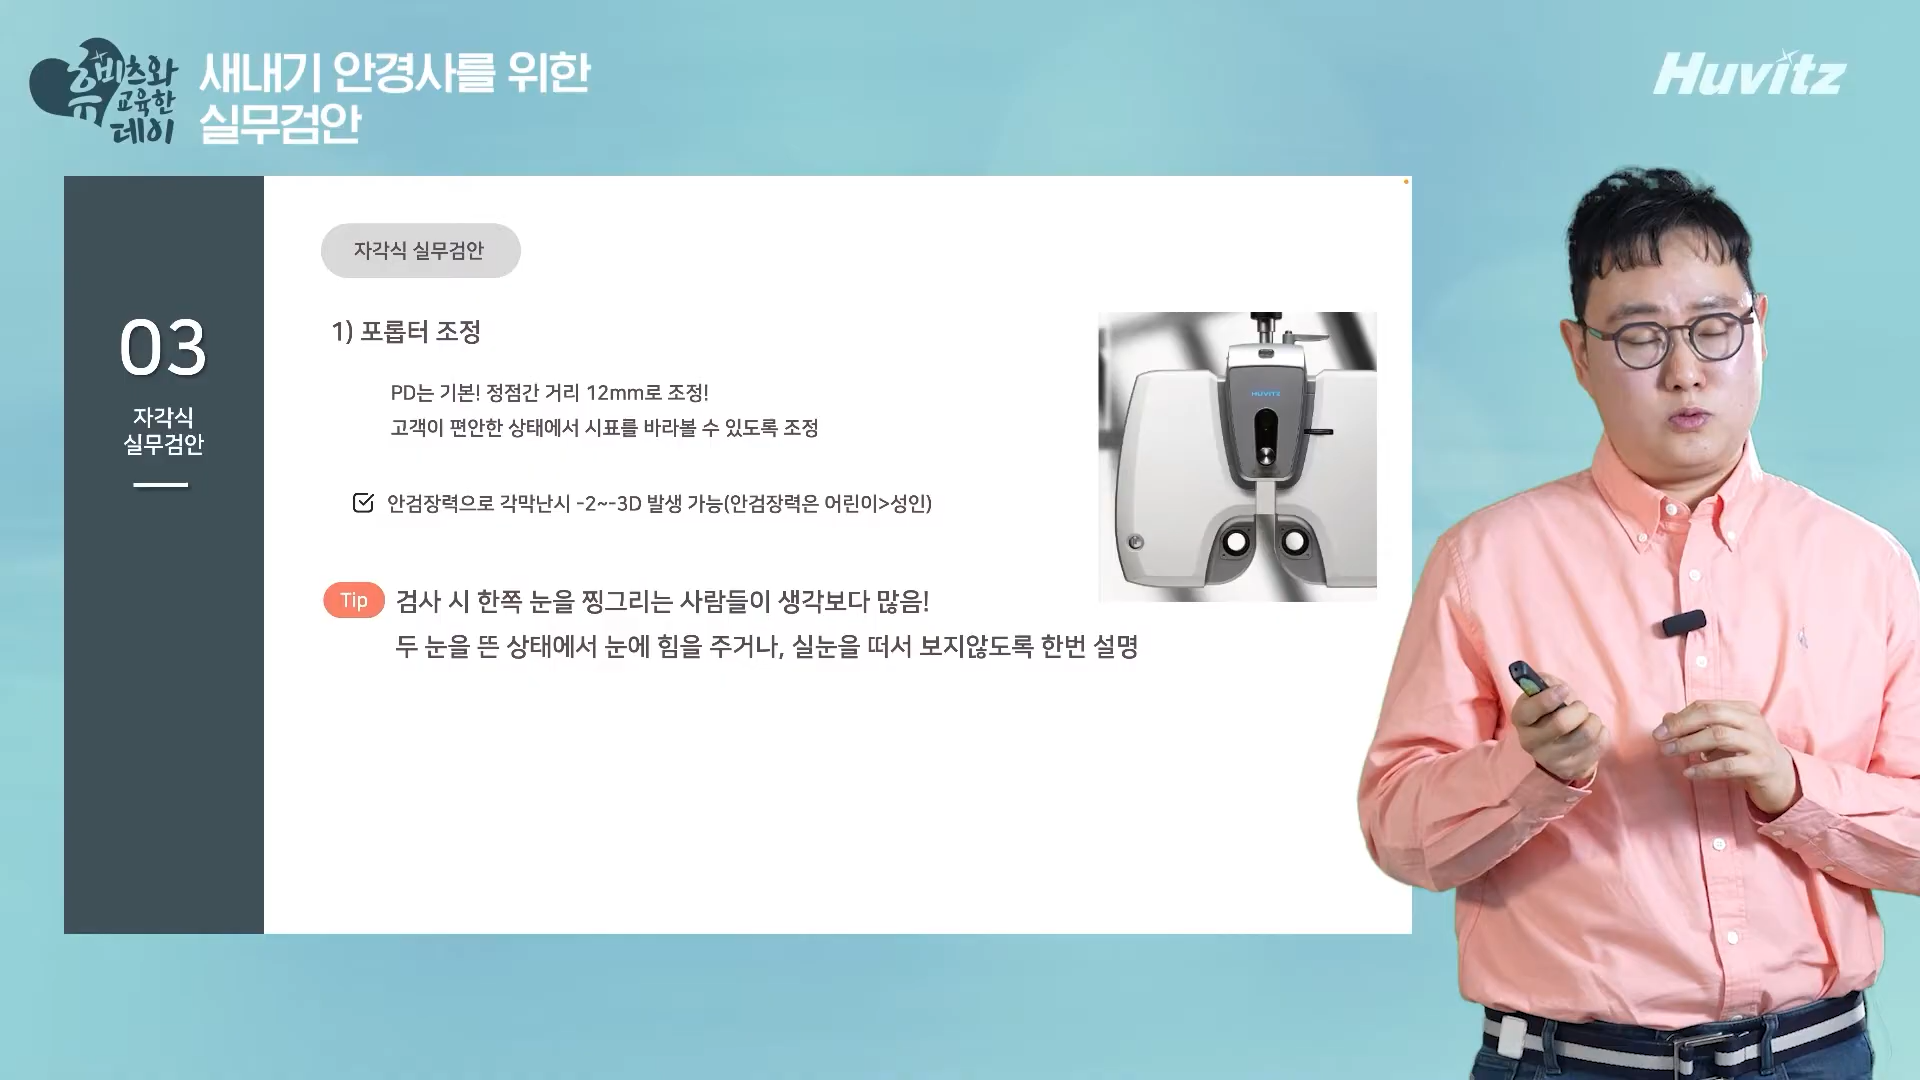 휴비츠와
교육한
데이
새내기 안경사를 위한
실무검안
Huvitz
03
자각식
실무검안
자각식 실무검안
1) 포롭터 조정
PD는 기본! 정점간 거리 12mm로 조정!
고객이 편안한 상태에서 시표를 바라볼 수 있도록 조정
안검장력으로 각막난시 -2~-3D 발생 가능(안검장력은 어린이>성인)
HUVITZ
Tip 검사 시 한쪽 눈을 찡그리는 사람들이 생각보다 많음!
두 눈을 뜬 상태에서 눈에 힘을 주거나, 실눈을 떠서 보지않도록 한번 설명